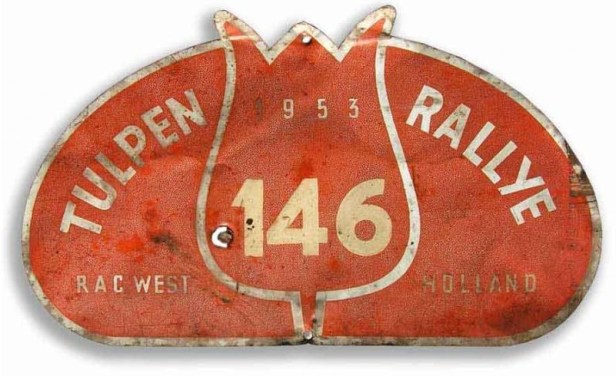 TULPEN RALLYE
1953
146
RAC WEST HOLLAND